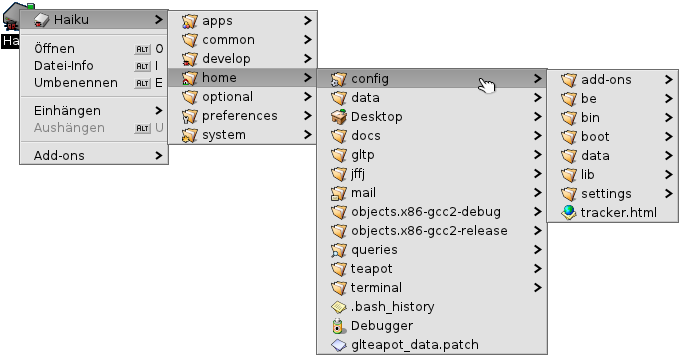 Haiku
Öffnen ALT O
Datei-Info ALT I
Umbenennen ALT E
Einhängen
Aushängen ALT U
Add-ons
apps
common
develop
home
optional
preferences
system
config
data
Desktop
docs
gltp
jffj
mail
objects.x86-gcc2-debug
objects.x86-gcc2-release
queries
teapot
terminal
.bash_history
Debugger
glteapot_data.patch
add-ons
be
bin
boot
data
lib
settings
tracker.html